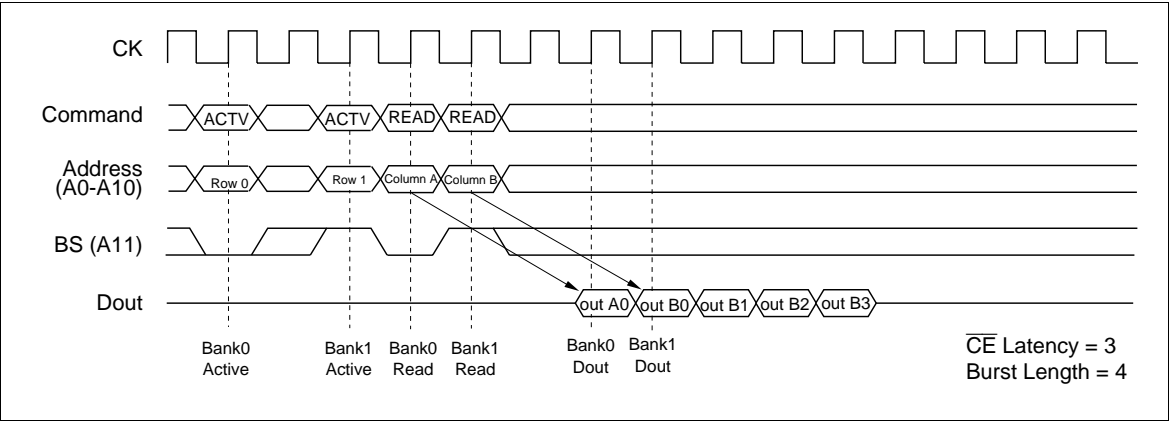 CK
Command
ACTV
ACTV
READ
READ
Address
(A0-A10)
Row 0
Row 1
Column A
Column B
BS (A11)
Dout
out A0
out B0
out B1
out B2
out B3
Bank0
Active
Bank1
Active
Bank0
Read
Bank1
Read
Bank0
Dout
Bank1
Dout
C̅E̅ Latency = 3
Burst Length = 4